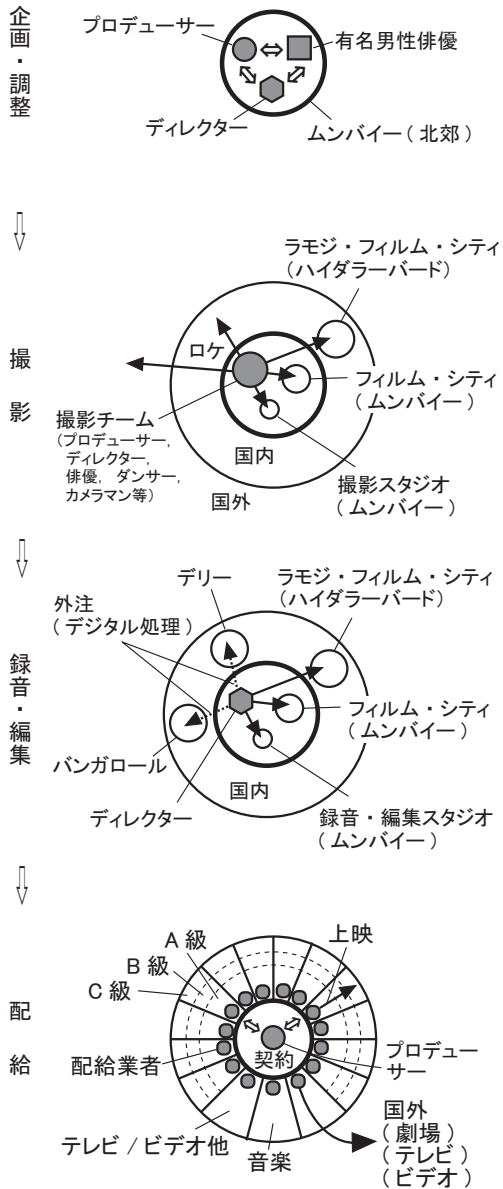 企画・調整
プロデューサー
有名男性俳優
ディレクター
ムンバイー(北郊)
撮影
ラモジ・フィルム・シティ
(ハイダラーバード)
ロケ
フィルム・シティ
(ムンバイー)
撮影チーム
(プロデューサー,
ディレクター,
俳優, ダンサー,
カメラマン等)
国内
国外
撮影スタジオ
(ムンバイー)
録音・編集
デリー
ラモジ・フィルム・シティ
(ハイダラーバード)
外注
(デジタル処理)
フィルム・シティ
(ムンバイー)
バンガロール
国内
ディレクター
録音・編集スタジオ
(ムンバイー)
配給
A 級
B 級
C 級
上映
配給業者
契約
プロデュー
サー
テレビ / ビデオ他
音楽
国外
(劇場)
(テレビ)
(ビデオ)